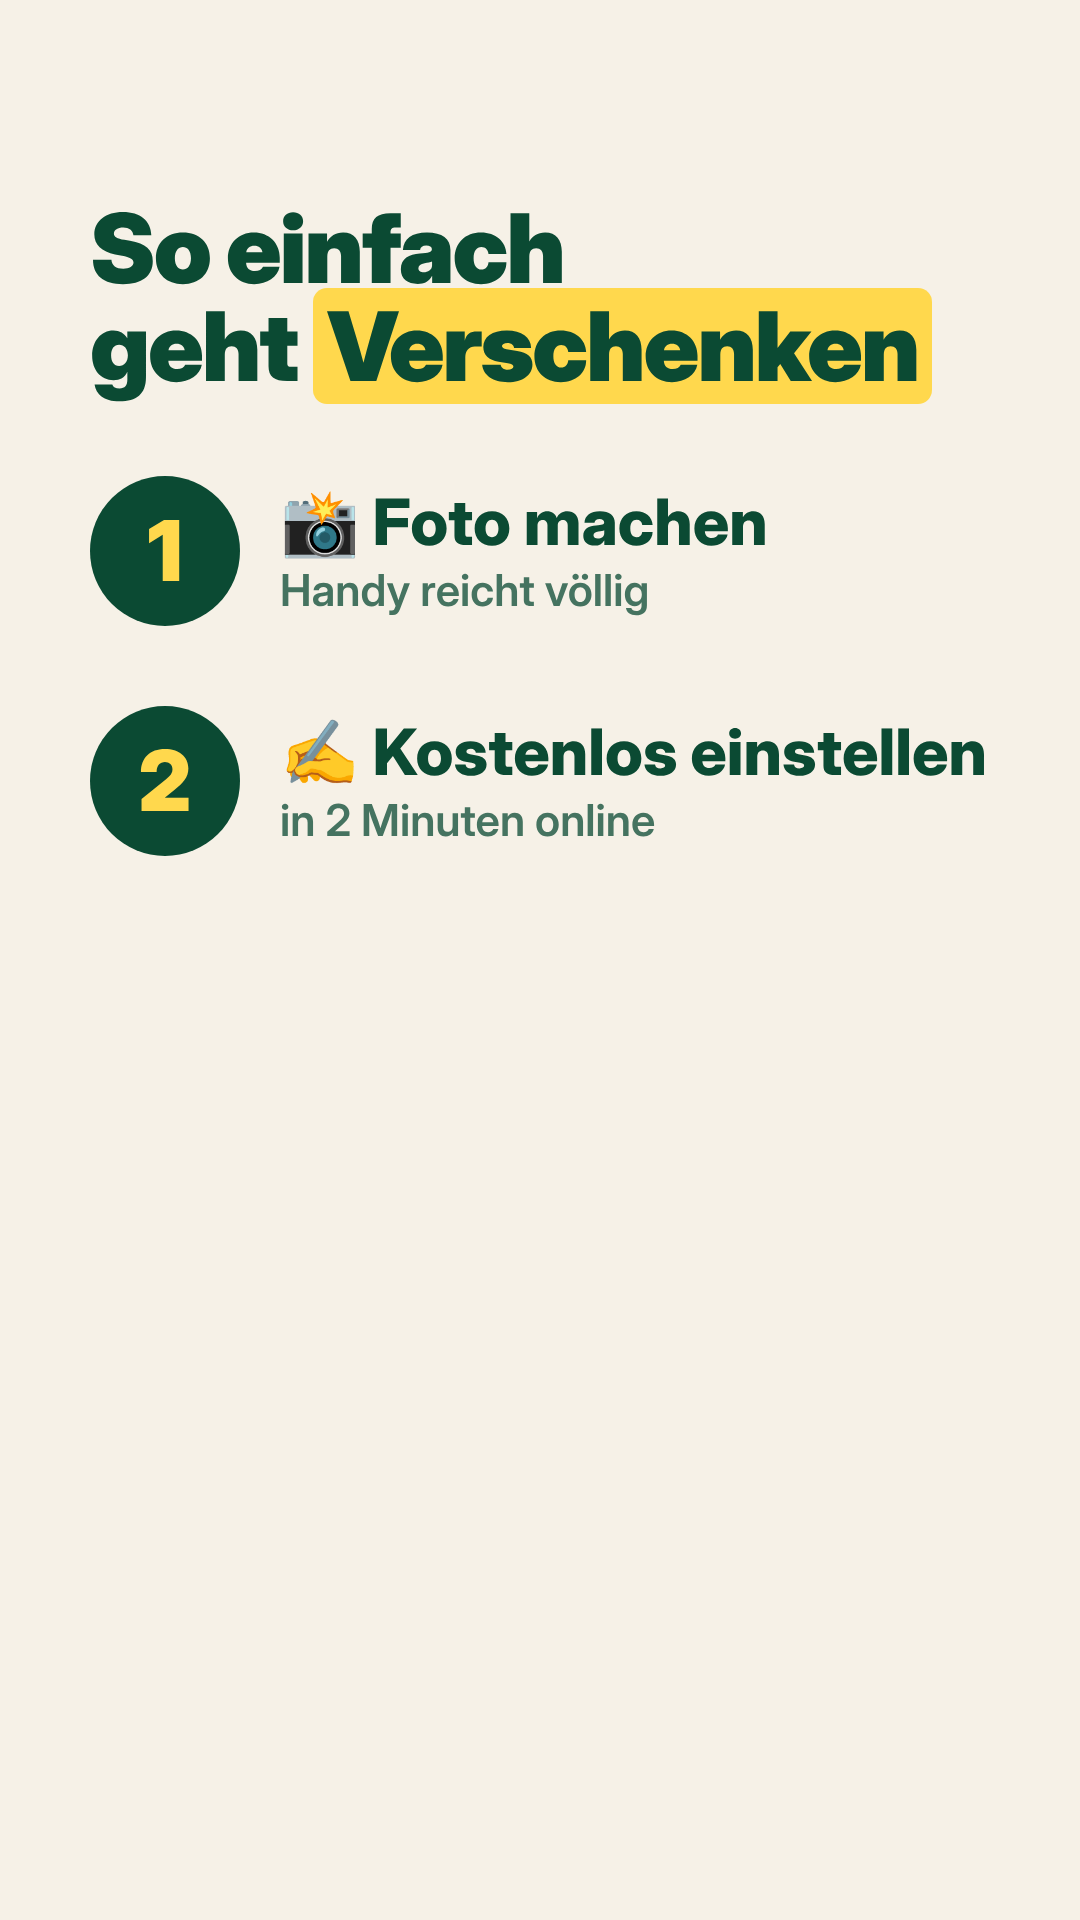 So einfach
geht Verschenken
1
📸 Foto machen
Handy reicht völlig
2
✍️ Kostenlos einstellen
in 2 Minuten online